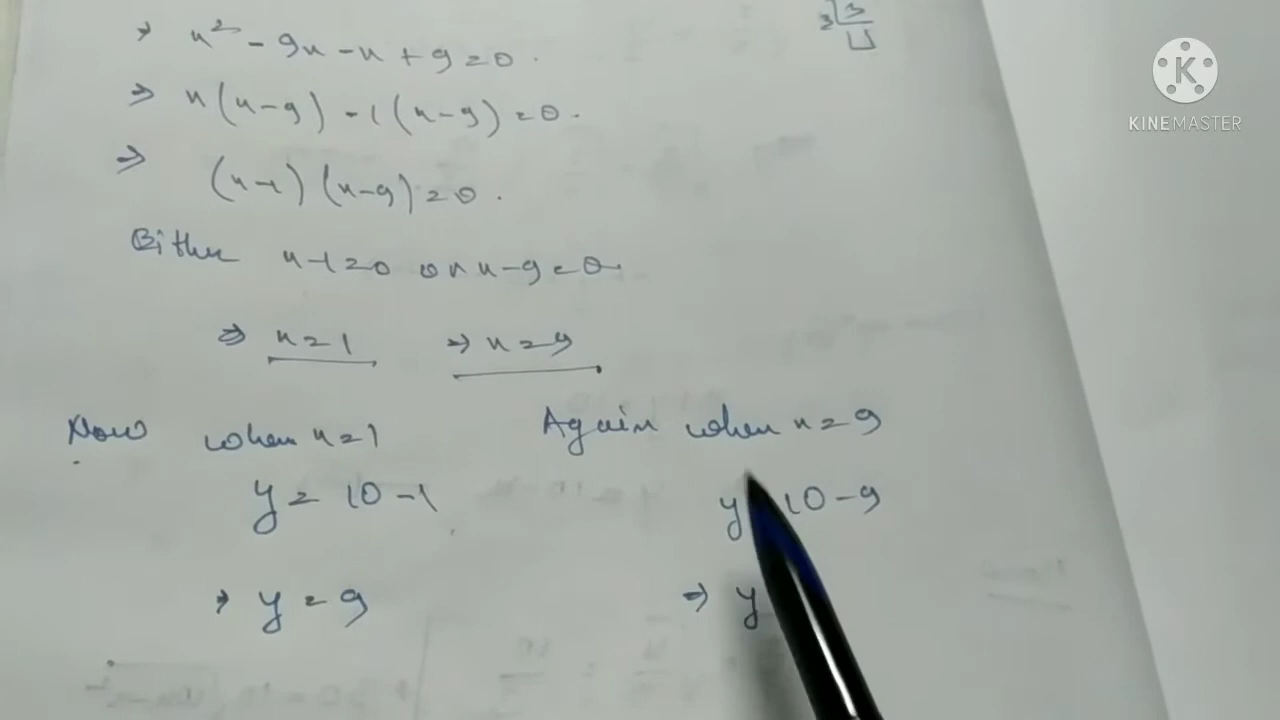 ⇒ x² - 9x - x + 9 = 0.
⇒ x(x-9) - 1(x-9) = 0.
⇒ (x-1)(x-9) = 0.
Either x-1=0 or x-9=0
⇒ x=1 ⇒ x=9
Now when x=1 Again when x=9
y = 10-1 y 10-9
⇒ y = 9 ⇒ y
K
KINEMASTER